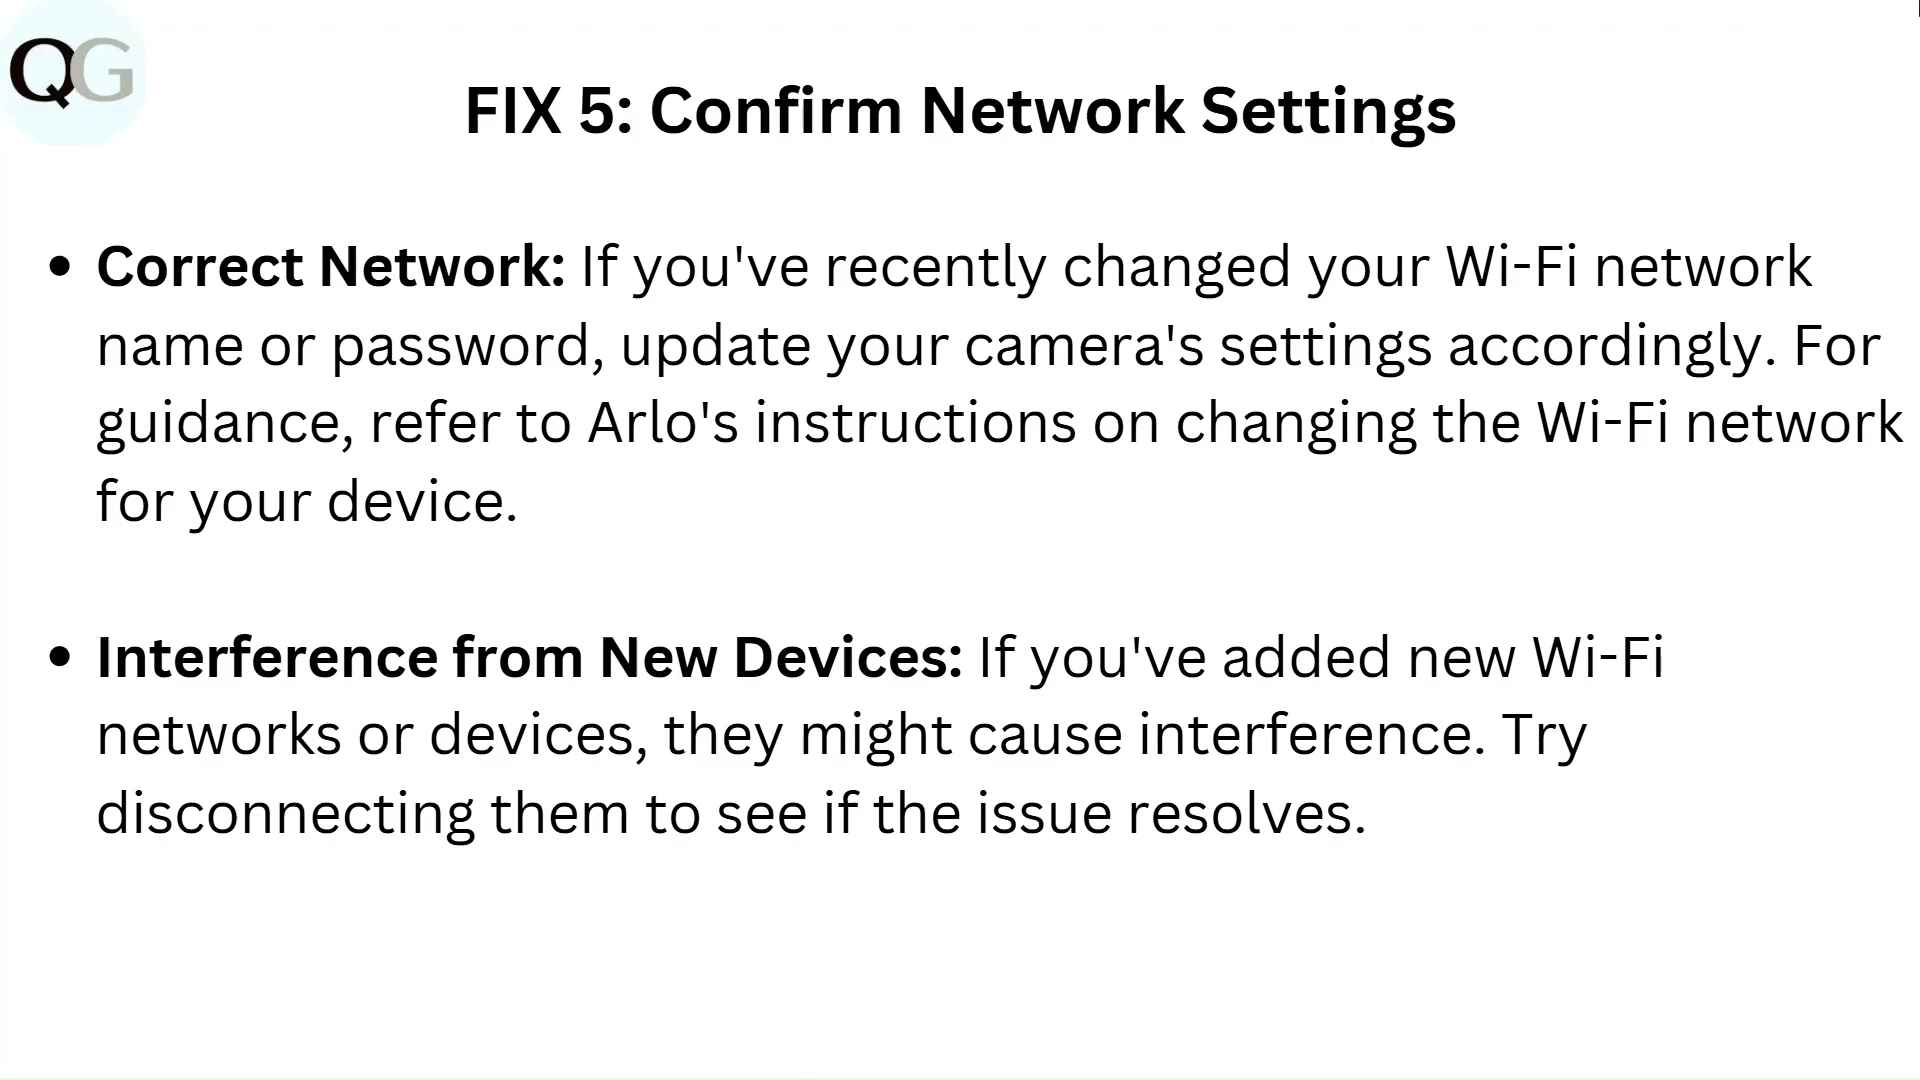 QG
FIX 5: Confirm Network Settings
• Correct Network: If you've recently changed your Wi-Fi network
name or password, update your camera's settings accordingly. For
guidance, refer to Arlo's instructions on changing the Wi-Fi network
for your device.
• Interference from New Devices: If you've added new Wi-Fi
networks or devices, they might cause interference. Try
disconnecting them to see if the issue resolves.